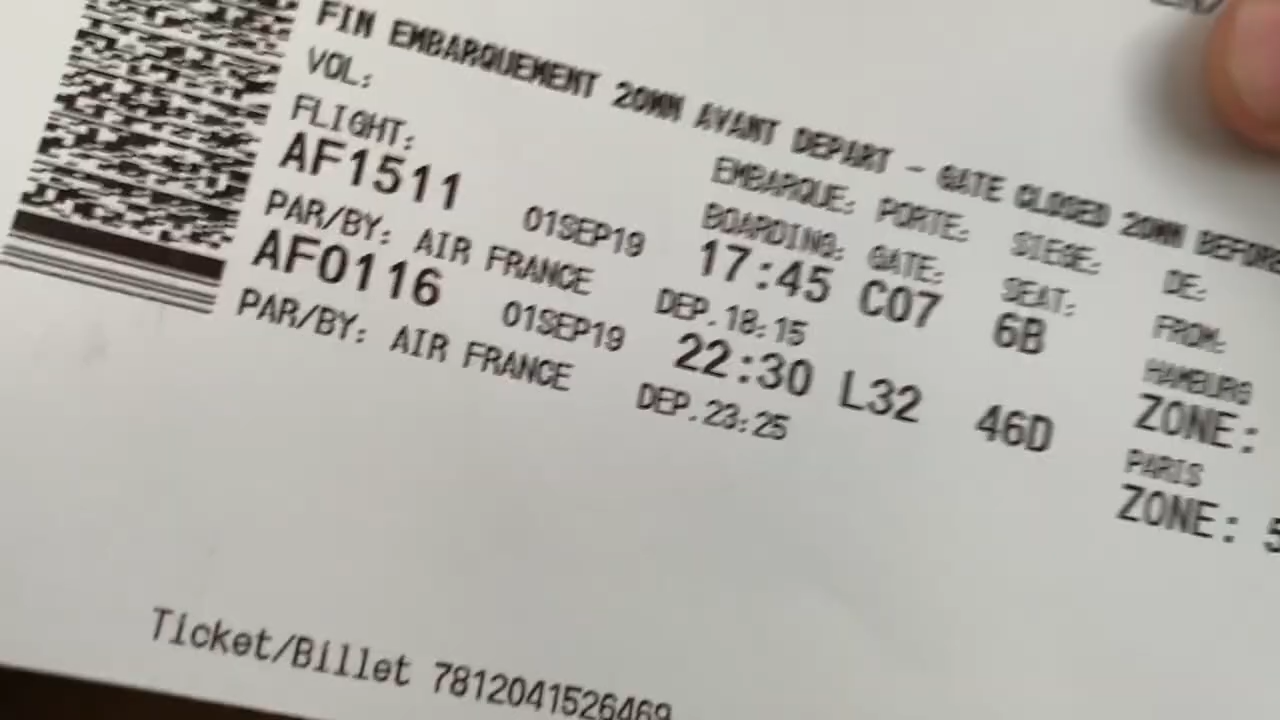 FIN EMBARQUEMENT 20MN AVANT DEPART - GATE CLOSED 20MN BEFORE
VOL: EMBARQUE: PORTE: SIEGE: DE:
FLIGHT: BOARDING: GATE: SEAT: FROM:
AF1511 01SEP19 17:45 C07 6B HAMBURG
PAR/BY: AIR FRANCE DEP.18:15 ZONE:
AF0116 01SEP19 22:30 L32 46D PARIS
PAR/BY: AIR FRANCE DEP.23:25 ZONE: 5
Ticket/Billet 7812041526469